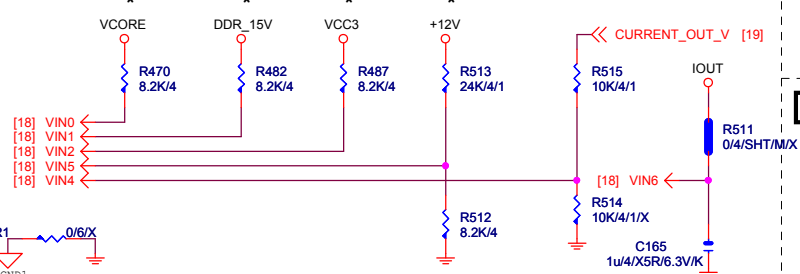 VCORE DDR_15V VCC3 +12V CURRENT_OUT_V [19]
IOUT
R470 8.2K/4
R482 8.2K/4
R487 8.2K/4
R513 24K/4/1
R515 10K/4/1
[18] VIN0
[18] VIN1
[18] VIN2
[18] VIN5
[18] VIN4
R511 0/4/SHT/M/X
[18] VIN6
R512 8.2K/4
R514 10K/4/1/X
0/6/X
C165
1u/4/X5R/6.3V/K